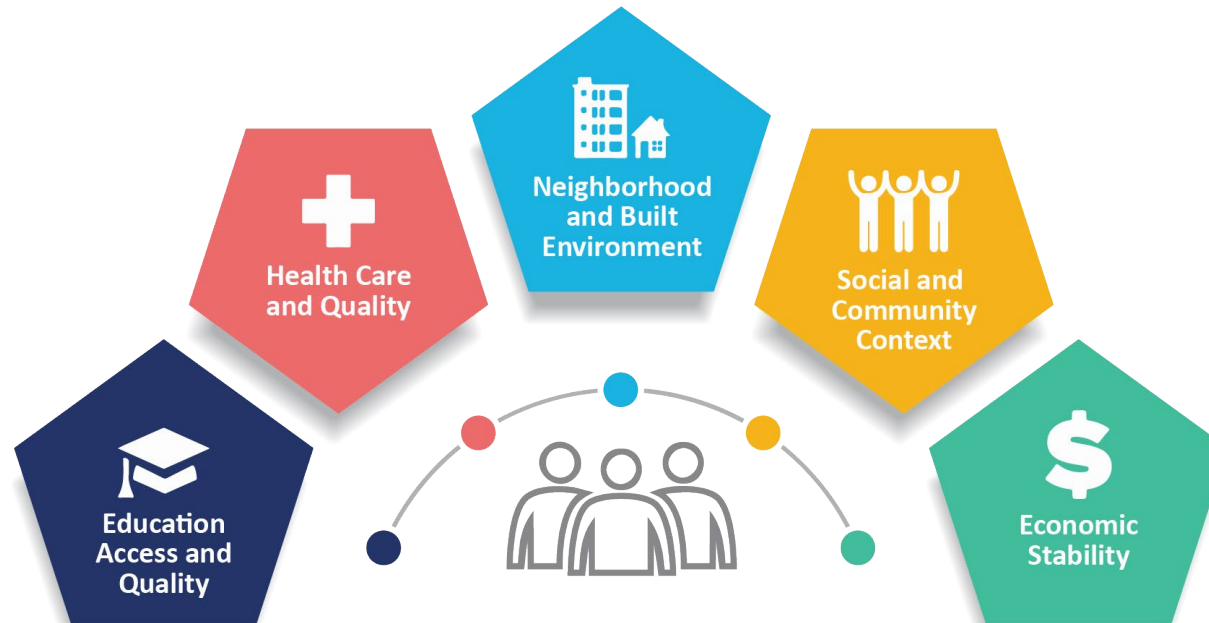 Neighborhood
and Built
Environment
Health Care
and Quality
Social and
Community
Context
Education
Access and
Quality
$
Economic
Stability